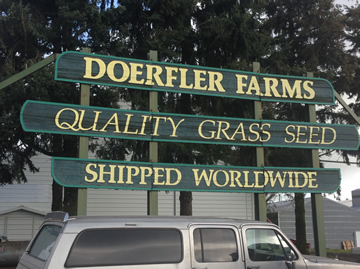 DOERFLER FARMS
QUALITY GRASS SEED
SHIPPED WORLDWIDE